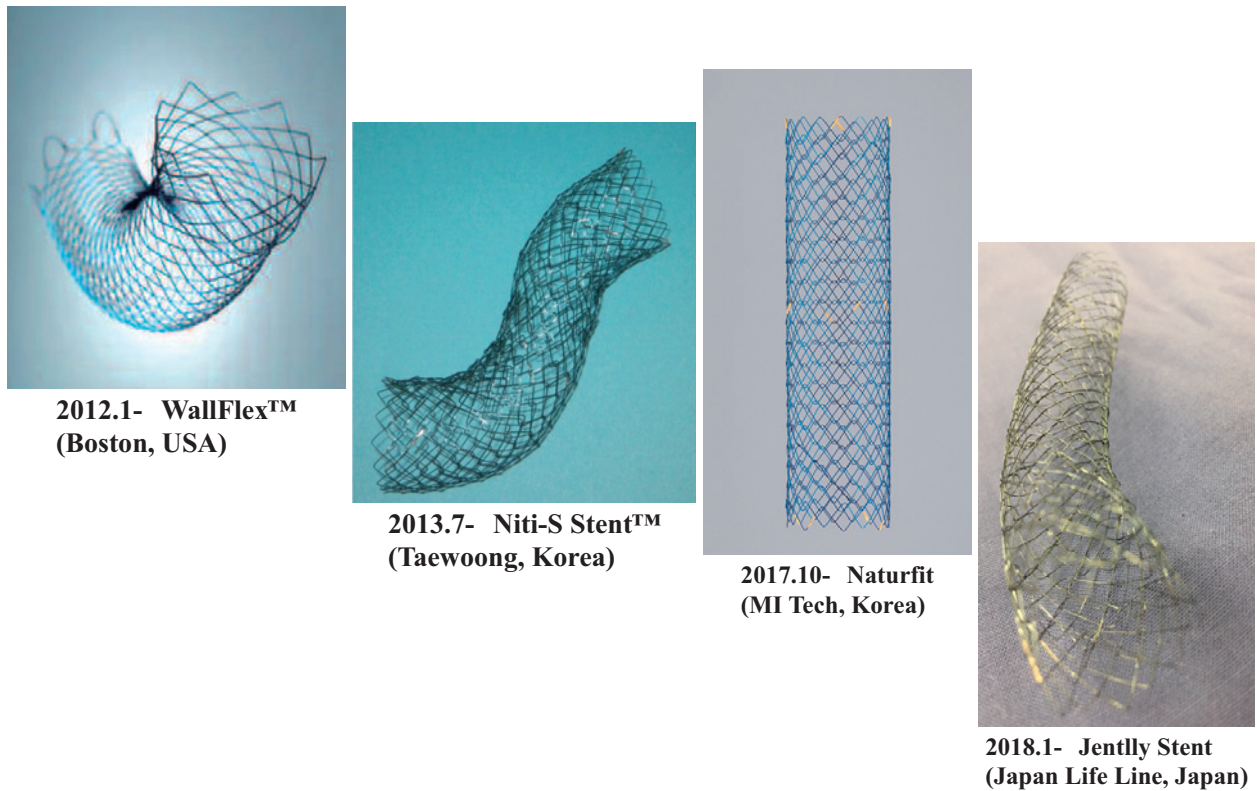 2012.1- WallFlex™
(Boston, USA)
2013.7- Niti-S Stent™
(Taewoong, Korea)
2017.10- Naturfit
(MI Tech, Korea)
2018.1- Jentlly Stent
(Japan Life Line, Japan)